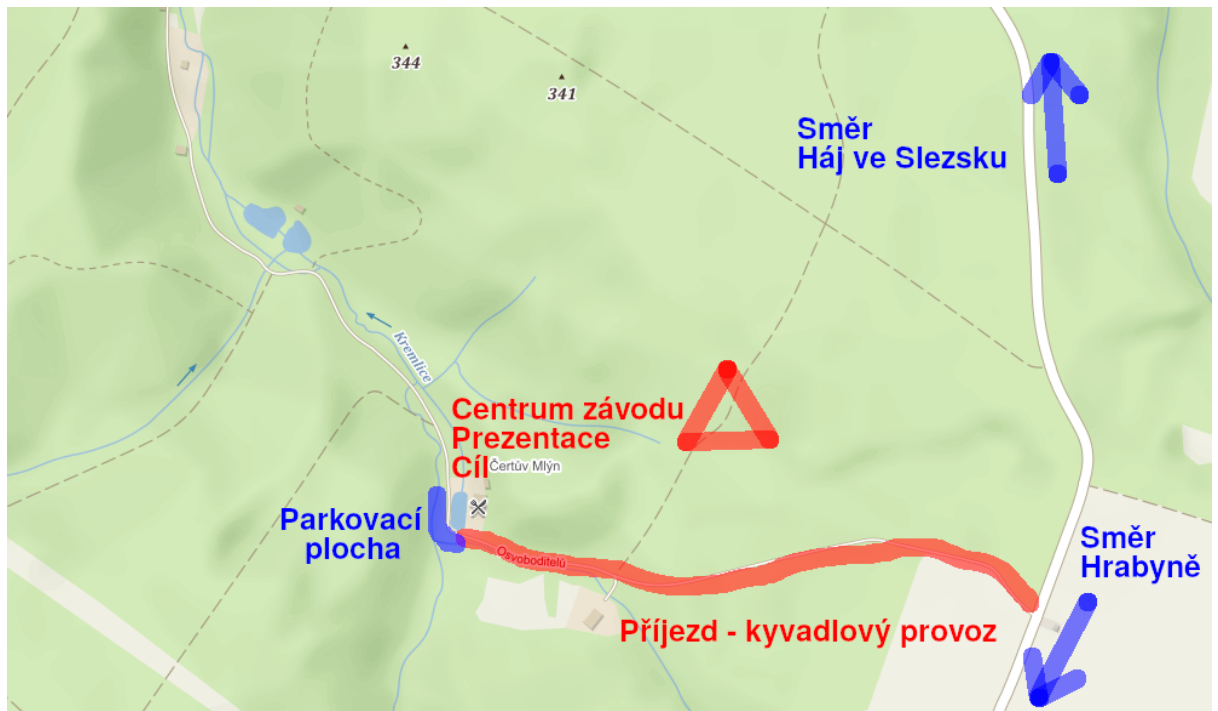 344
341
Směr
Háj ve Slezsku
Kremlice
Centrum závodu
Prezentace
Cíl
Čertův Mlýn
Parkovací
plocha
Osvoboditelů
Směr
Hrabyně
Příjezd - kyvadlový provoz